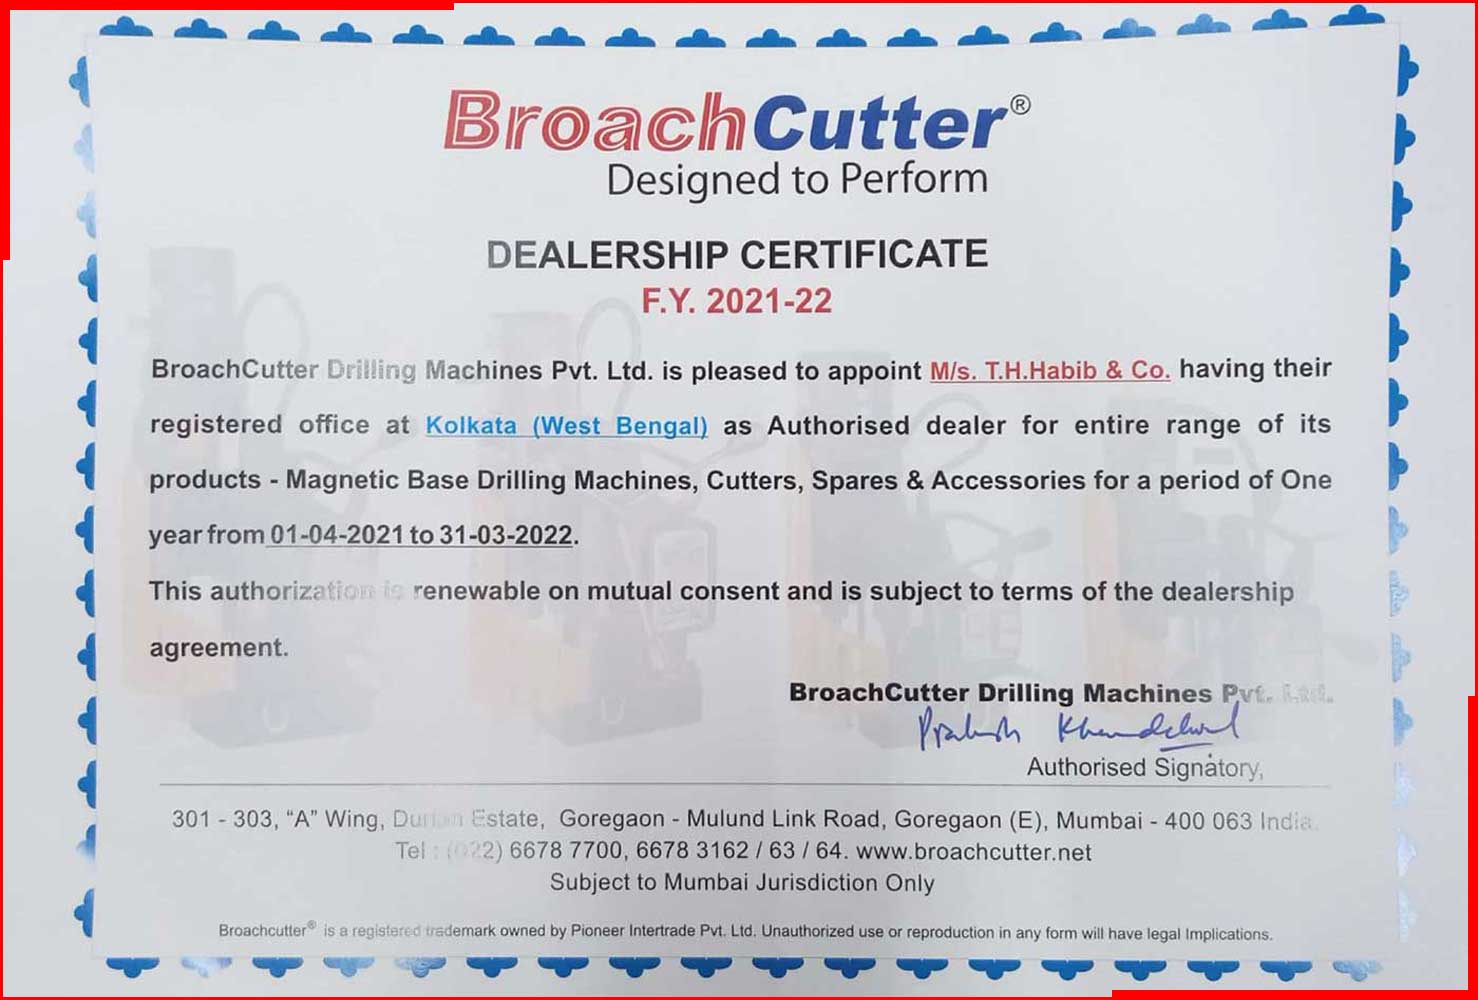 BroachCutter®
Designed to Perform
DEALERSHIP CERTIFICATE
F.Y. 2021-22
BroachCutter Drilling Machines Pvt. Ltd. is pleased to appoint M/s. T.H.Habib & Co. having their
registered office at Kolkata (West Bengal) as Authorised dealer for entire range of its
products - Magnetic Base Drilling Machines, Cutters, Spares & Accessories for a period of One
year from 01-04-2021 to 31-03-2022.
This authorization is renewable on mutual consent and is subject to terms of the dealership
agreement.
BroachCutter Drilling Machines Pvt. Ltd.
Prakash Khandelwal
Authorised Signatory,
301 - 303, “A” Wing, Durian Estate, Goregaon - Mulund Link Road, Goregaon (E), Mumbai - 400 063 India.
Tel : (022) 6678 7700, 6678 3162 / 63 / 64. www.broachcutter.net
Subject to Mumbai Jurisdiction Only
Broachcutter® is a registered trademark owned by Pioneer Intertrade Pvt. Ltd. Unauthorized use or reproduction in any form will have legal Implications.